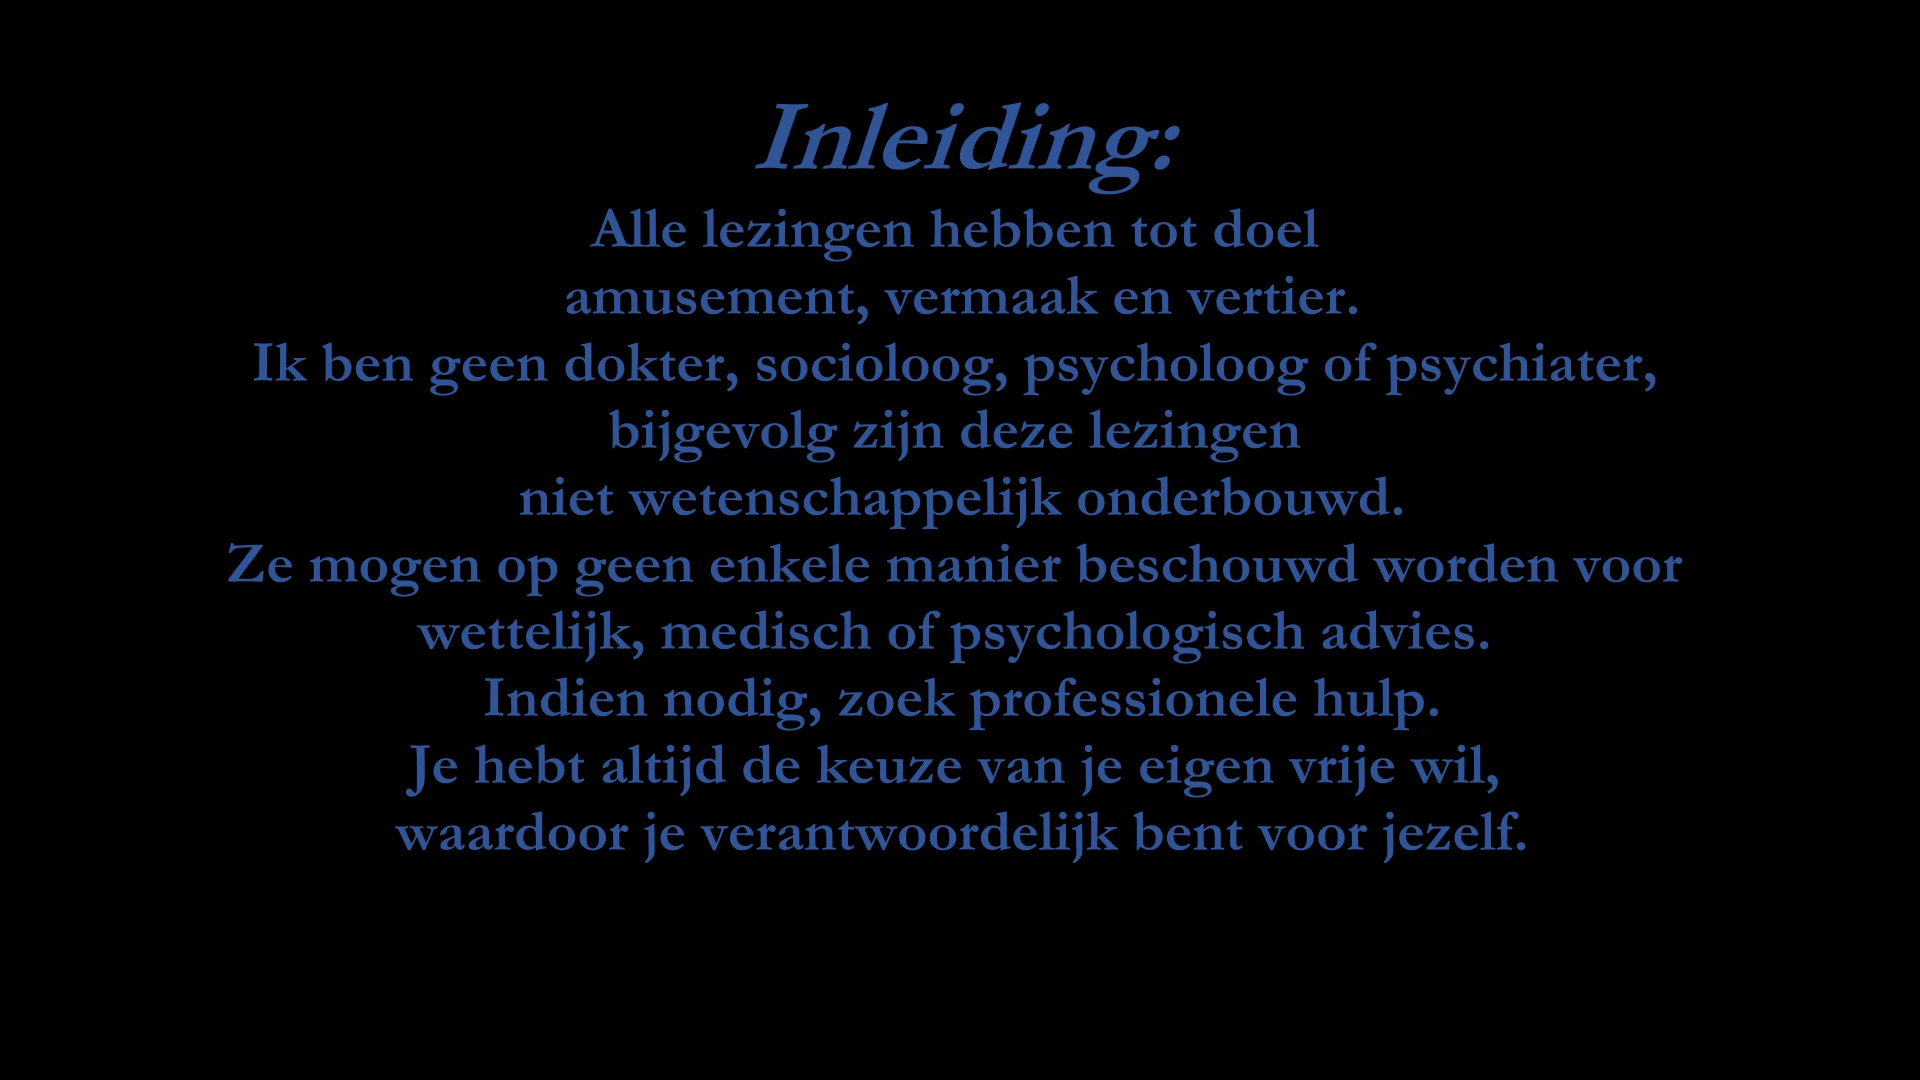 Inleiding:
Alle lezingen hebben tot doel
amusement, vermaak en vertier.
Ik ben geen dokter, socioloog, psycholoog of psychiater,
bijgevolg zijn deze lezingen
niet wetenschappelijk onderbouwd.
Ze mogen op geen enkele manier beschouwd worden voor
wettelijk, medisch of psychologisch advies.
Indien nodig, zoek professionele hulp.
Je hebt altijd de keuze van je eigen vrije wil,
waardoor je verantwoordelijk bent voor jezelf.